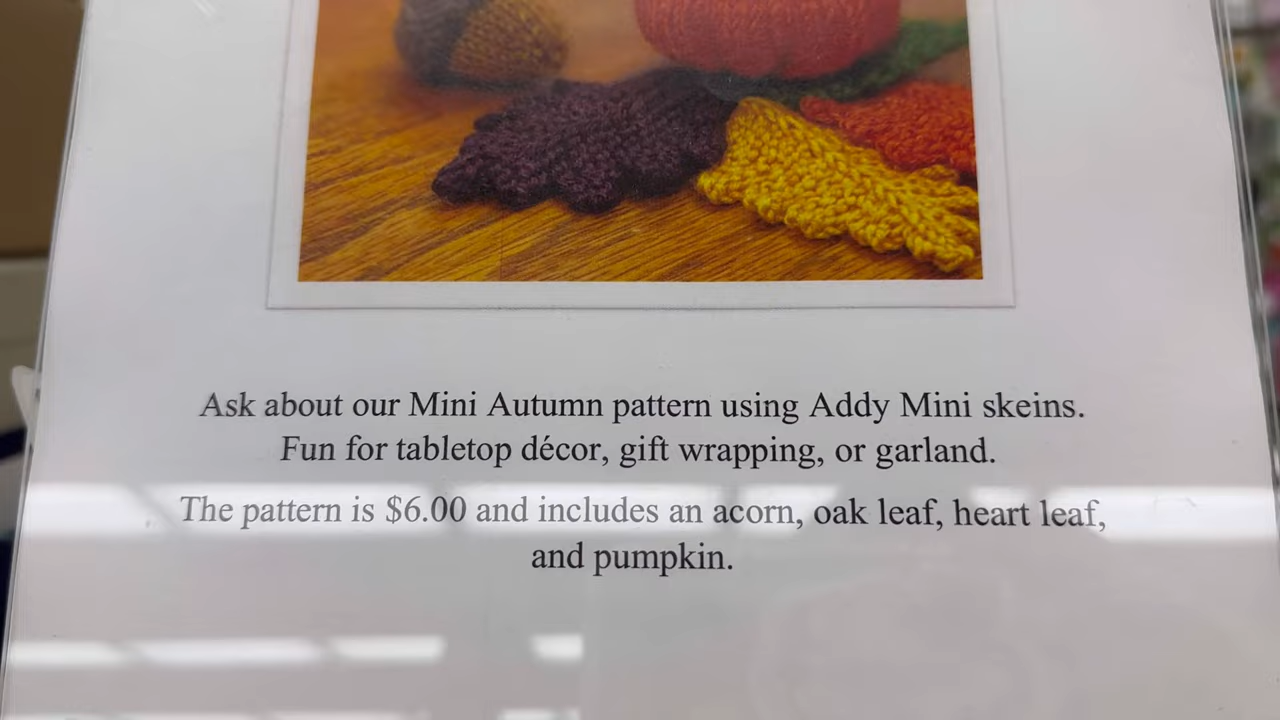 Ask about our Mini Autumn pattern using Addy Mini skeins.
Fun for tabletop décor, gift wrapping, or garland.
The pattern is $6.00 and includes an acorn, oak leaf, heart leaf,
and pumpkin.